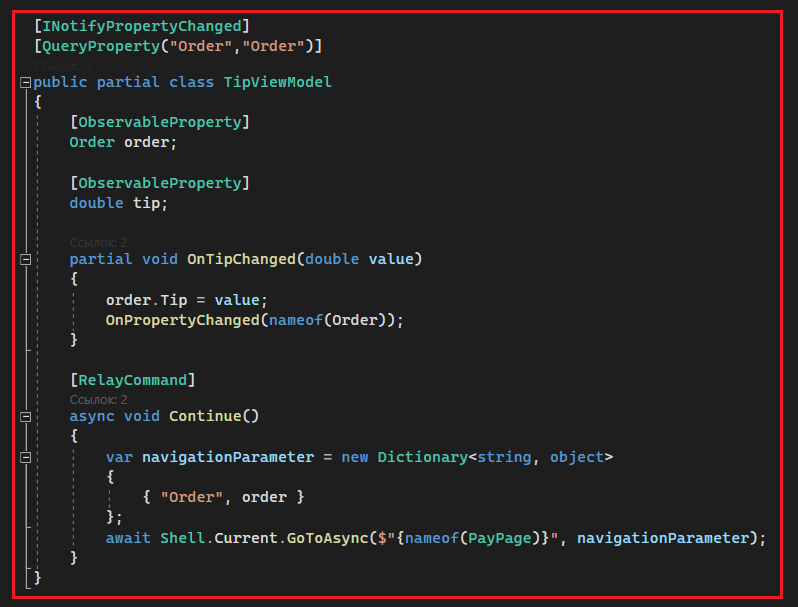 [INotifyPropertyChanged]
[QueryProperty("Order","Order")]
Ссылок: 3
public partial class TipViewModel
{
[ObservableProperty]
Order order;
[ObservableProperty]
double tip;
Ссылок: 2
partial void OnTipChanged(double value)
{
order.Tip = value;
OnPropertyChanged(nameof(Order));
}
[RelayCommand]
Ссылок: 2
async void Continue()
{
var navigationParameter = new Dictionary<string, object>
{
{ "Order", order }
};
await Shell.Current.GoToAsync($"{nameof(PayPage)}", navigationParameter);
}
}